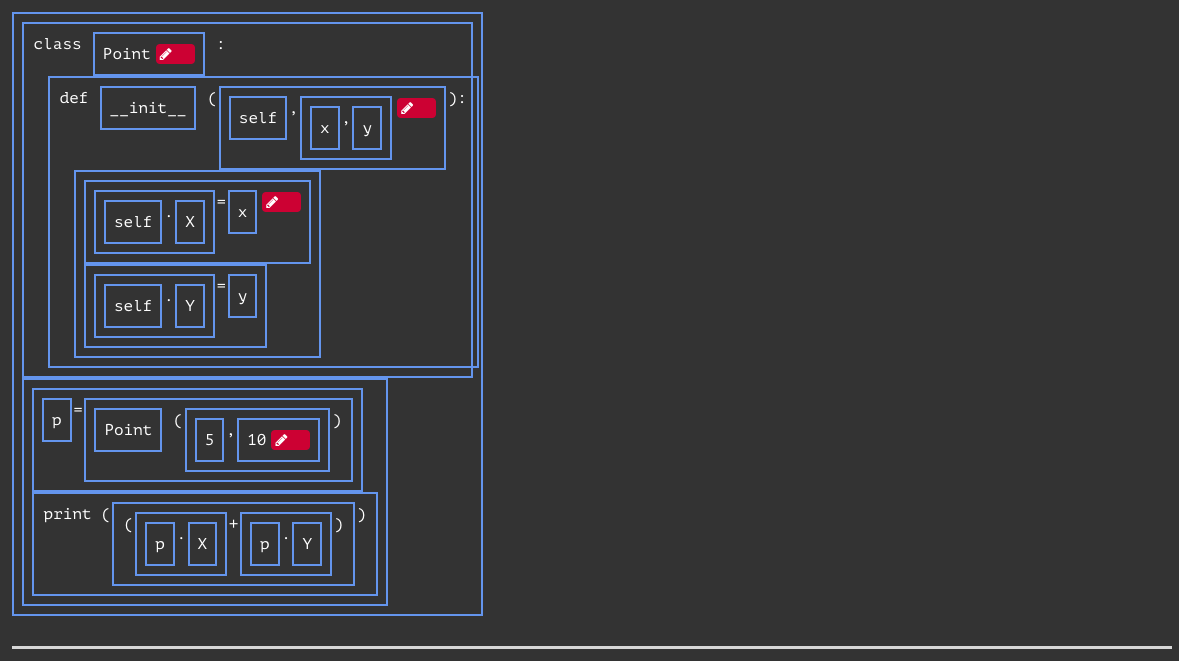 class Point :
def __init__ (self, x, y):
self.X=x
self.Y=y
p=Point (5, 10)
print ((p.X+p.Y))